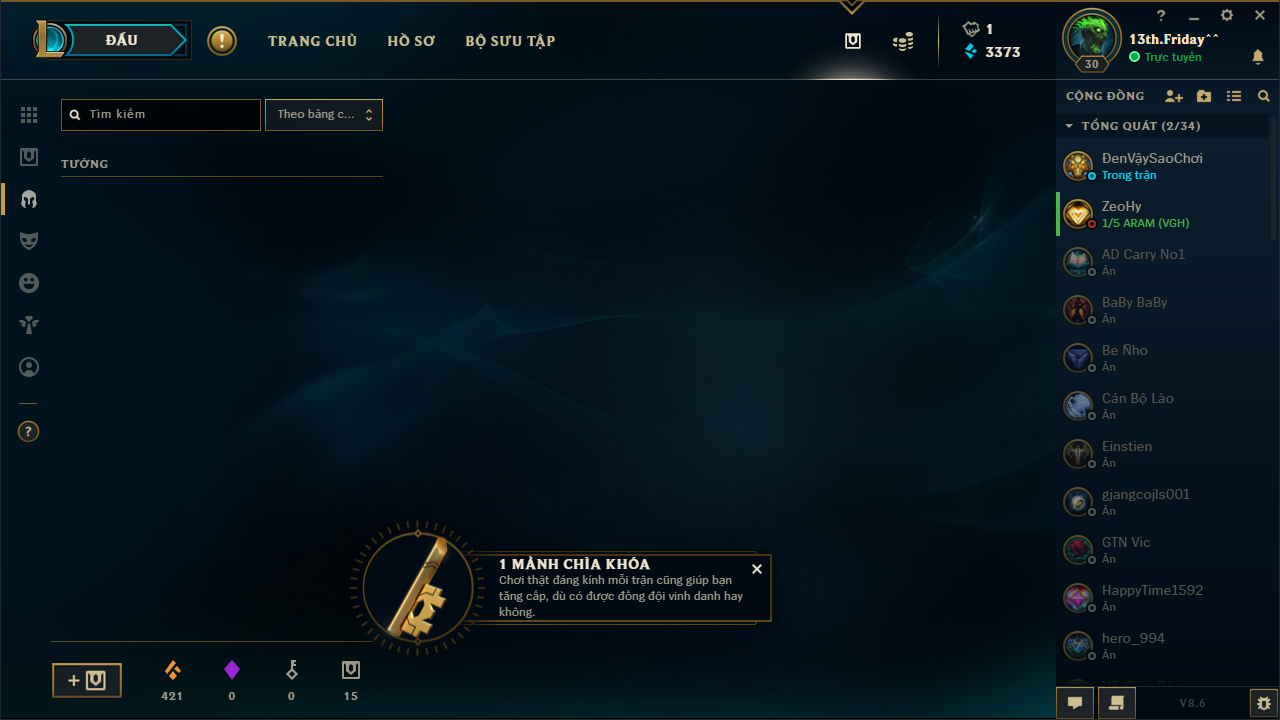 ĐẤU
TRANG CHỦ
HỒ SƠ
BỘ SƯU TẬP
1
3373
30
13th.Friday^^
Trực tuyến
Tìm kiếm
Theo bảng c...
TƯỚNG
CỘNG ĐỒNG
TỔNG QUÁT (2/34)
ĐenVậySaoChơi
Trong trận
ZeoHy
1/5 ARAM (VGH)
AD Carry No1
Ẩn
BaBy BaBy
Ẩn
Be Ñho
Ẩn
Cán Bộ Lào
Ẩn
Einstien
Ẩn
gjangcojls001
Ẩn
GTN Vic
Ẩn
HappyTime1592
Ẩn
hero_994
Ẩn
1 MẢNH CHÌA KHÓA
Chơi thật đáng kính mỗi trận cũng giúp bạn
tăng cấp, dù có được đồng đội vinh danh hay
không.
421
0
0
15
V8.6